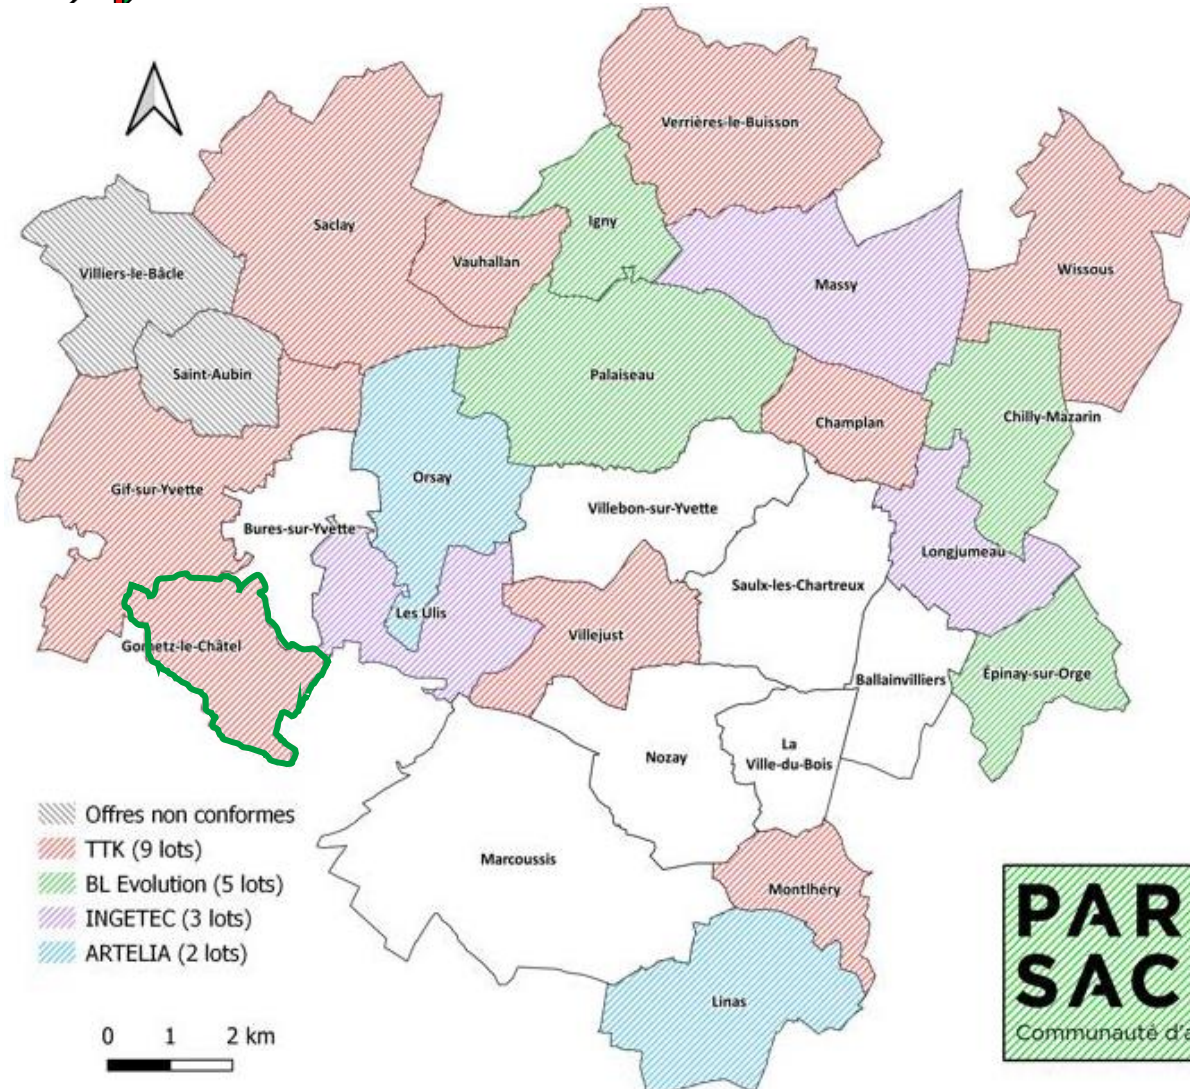 Verrières-le-Buisson
Saclay
Igny
Vauhallan
Villiers-le-Bâcle
Massy
Wissous
Saint-Aubin
Palaiseau
Champlan
Chilly-Mazarin
Orsay
Gif-sur-Yvette
Villebon-sur-Yvette
Bures-sur-Yvette
Longjumeau
Saulx-les-Chartreux
Les Ulis
Villejust
Gometz-le-Châtel
Ballainvilliers
Épinay-sur-Orge
La
Ville-du-Bois
Nozay
Marcoussis
Montlhéry
Linas
Offres non conformes
TTK (9 lots)
BL Evolution (5 lots)
INGETEC (3 lots)
ARTELIA (2 lots)
0 1 2 km
PAR
SAC
Communauté d'a